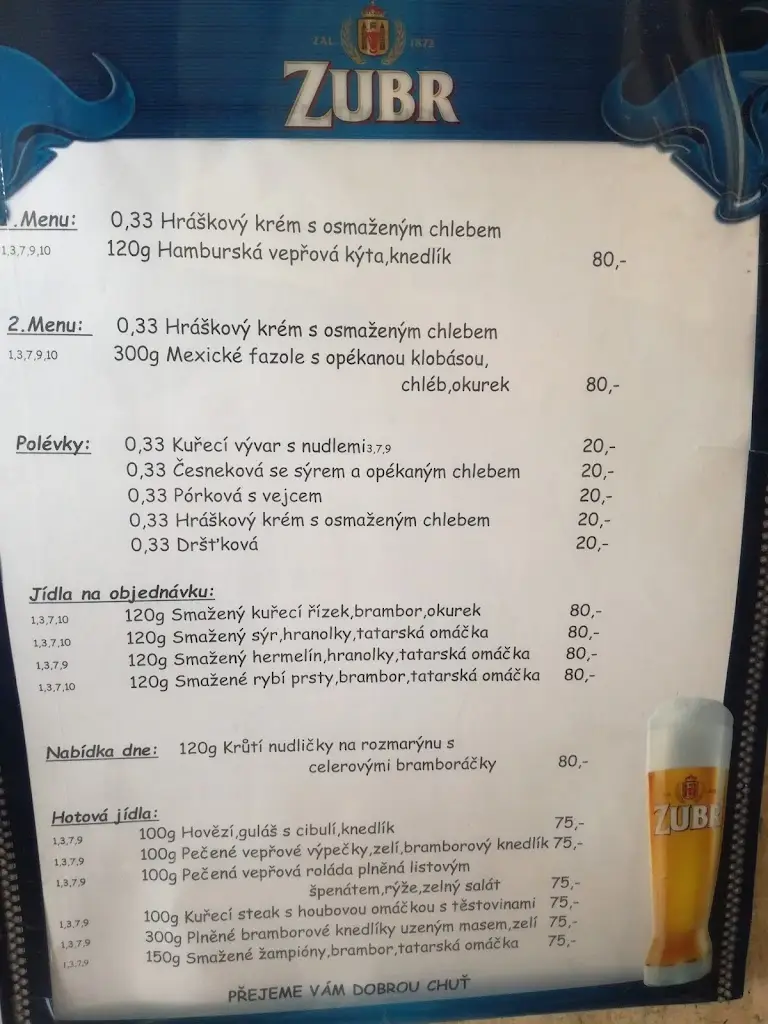 ZAL. 1872
ZUBR
.Menu: 0,33 Hráškový krém s osmaženým chlebem
1,3,7,9,10 120g Hamburská vepřová kýta,knedlík 80,-
2.Menu: 0,33 Hráškový krém s osmaženým chlebem
1,3,7,9,10 300g Mexické fazole s opékanou klobásou,
chléb,okurek 80,-
Polévky: 0,33 Kuřecí vývar s nudlemi3,7,9 20,-
0,33 Česneková se sýrem a opékaným chlebem 20,-
0,33 Pórková s vejcem 20,-
0,33 Hráškový krém s osmaženým chlebem 20,-
0,33 Držťková 20,-
Jídla na objednávku:
1,3,7,10 120g Smažený kuřecí řízek,brambor,okurek 80,-
1,3,7,10 120g Smažený sýr,hranolky,tatarská omáčka 80,-
1,3,7,9 120g Smažený hermelín,hranolky,tatarská omáčka 80,-
1,3,7,10 120g Smažené rybí prsty,brambor,tatarská omáčka 80,-
Nabídka dne: 120g Krůtí nudličky na rozmarýnu s
celerovými bramboráčky 80,-
Hotová jídla:
1,3,7,9 100g Hovězí,guláš s cibulí,knedlík 75,-
1,3,7,9 100g Pečené vepřové výpečky,zelí,bramborový knedlík 75,-
1,3,7,9 100g Pečená vepřová roláda plněná listovým
špenátem,rýže,zelný salát 75,-
1,3,7,9 100g Kuřecí steak s houbovou omáčkou s těstovinami 75,-
1,3,7,9 300g Plněné bramborové knedlíky uzeným masem,zelí 75,-
1,3,7,9 150g Smažené žampióny,brambor,tatarská omáčka 75,-
PŘEJEME VÁM DOBROU CHUŤ
ZUBR